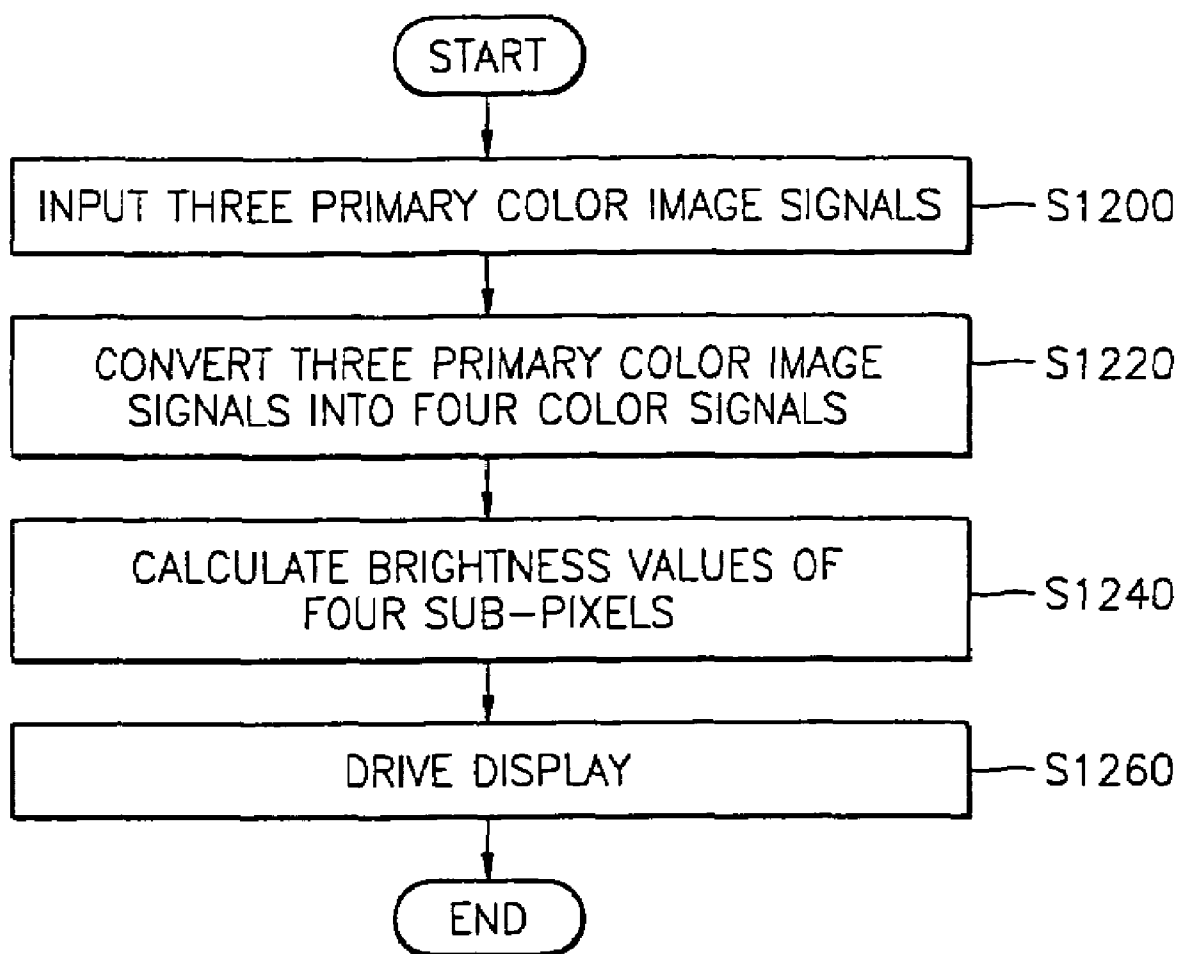 START
INPUT THREE PRIMARY COLOR IMAGE SIGNALS
S1200
CONVERT THREE PRIMARY COLOR IMAGE
SIGNALS INTO FOUR COLOR SIGNALS
S1220
CALCULATE BRIGHTNESS VALUES OF
FOUR SUB-PIXELS
S1240
DRIVE DISPLAY
S1260
END